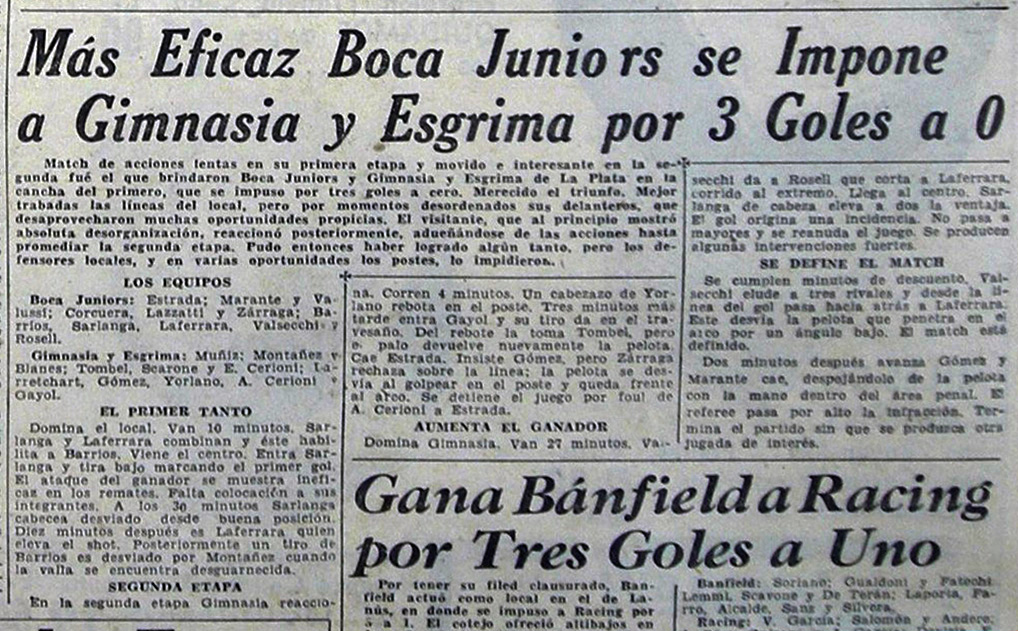 Más Eficaz Boca Juniors se Impone
a Gimnasia y Esgrima por 3 Goles a 0
Match de acciones lentas en su primera etapa y movido e interesante en la se-
gunda fué el que brindaron Boca Juniors y Gimnasia y Esgrima de La Plata en la
cancha del primero, que se impuso por tres goles a cero. Merecido el triunfo. Mejor
trabadas las líneas del local, pero por momentos desordenados sus delanteros, que
desaprovecharon muchas oportunidades propicias. El visitante, que al principio mostró
absoluta desorganización, reaccionó posteriormente, adueñándose de las acciones hasta
promediar la segunda etapa. Pudo entonces haber logrado algún tanto, pero los de-
fensores locales, y en varias oportunidades los postes, lo impidieron.
LOS EQUIPOS
Boca Juniors: Estrada; Marante y Va-
lussi; Corcuera, Lazzatti y Zárraga; Ba-
rrios, Sarlanga, Laferrara, Valsecchi y
Rosell.
Gimnasia y Esgrima: Muñiz; Montañez y
Blanes; Tombel, Scarone y E. Cerioni; La-
rretchart, Gómez, Yorlano, A. Cerioni y
Gayol.
EL PRIMER TANTO
Domina el local. Van 10 minutos. Sar-
langa y Laferrara combinan y éste habi-
lita a Barrios. Viene el centro. Entra Sar-
langa y tira bajo marcando el primer gol.
El ataque del ganador se muestra inefi-
caz en los remates. Falta colocación a sus
integrantes. A los 30 minutos Sarlanga
cabecea desviado desde buena posición.
Diez minutos después es Laferrara quien
eleva el shot. Posteriormente un tiro de
Barrios es desviado por Montañez cuando
la valla se encuentra desguarnecida.
SEGUNDA ETAPA
En la segunda etapa Gimnasia reaccio-
na. Corren 4 minutos. Un cabezazo de Yor-
lano rebota en el poste. Tres minutos más
tarde entra Gayol y su tiro da en el tra-
vesaño. Del rebote la toma Tombel, pero
e palo devuelve nuevamente la pelota.
Cae Estrada. Insiste Gómez, pero Zárraga
rechaza sobre la línea; la pelota se des-
vía al golpear en el poste y queda frente
al arco. Se detiene el juego por foul de
A. Cerioni a Estrada.
AUMENTA EL GANADOR
Domina Gimnasia. Van 27 minutos. Va-
secchi da a Rosell que corta a Laferrara,
corrido al extremo. Llega al centro. Sar-
langa de cabeza eleva a dos la ventaja.
El gol origina una incidencia. No pasa a
mayores y se reanuda el juego. Se producen
algunas intervenciones fuertes.
SE DEFINE EL MATCH
Se cumplen minutos de descuento. Val-
secchi elude a tres rivales y desde la lí-
nea del gol pasa hacia atrás a Laferrara.
Este desvía la pelota que penetra en el
arco por un ángulo bajo. El match está
definido.
Dos minutos después avanza Gómez y
Marante cae, despojándolo de la pelota
con la mano dentro del área penal. El
referee pasa por alto la infracción. Ter-
mina el partido sin que se produzca otra
jugada de interés.
Gana Bánfield a Racing
por Tres Goles a Uno
Por tener su filed clausurado, Ban-
field actuó como local en el de La-
nús, en donde se impuso a Racing por
a 1. El cotejo ofreció altibajos en
Banfield: Soriano; Gualdoni y Patechi
Lemmi, Scavone y De Terán; Laporia, Fa-
rro, Alcalde, Sanz y Silvera.
Racing: V. García; Salomón y Andere;